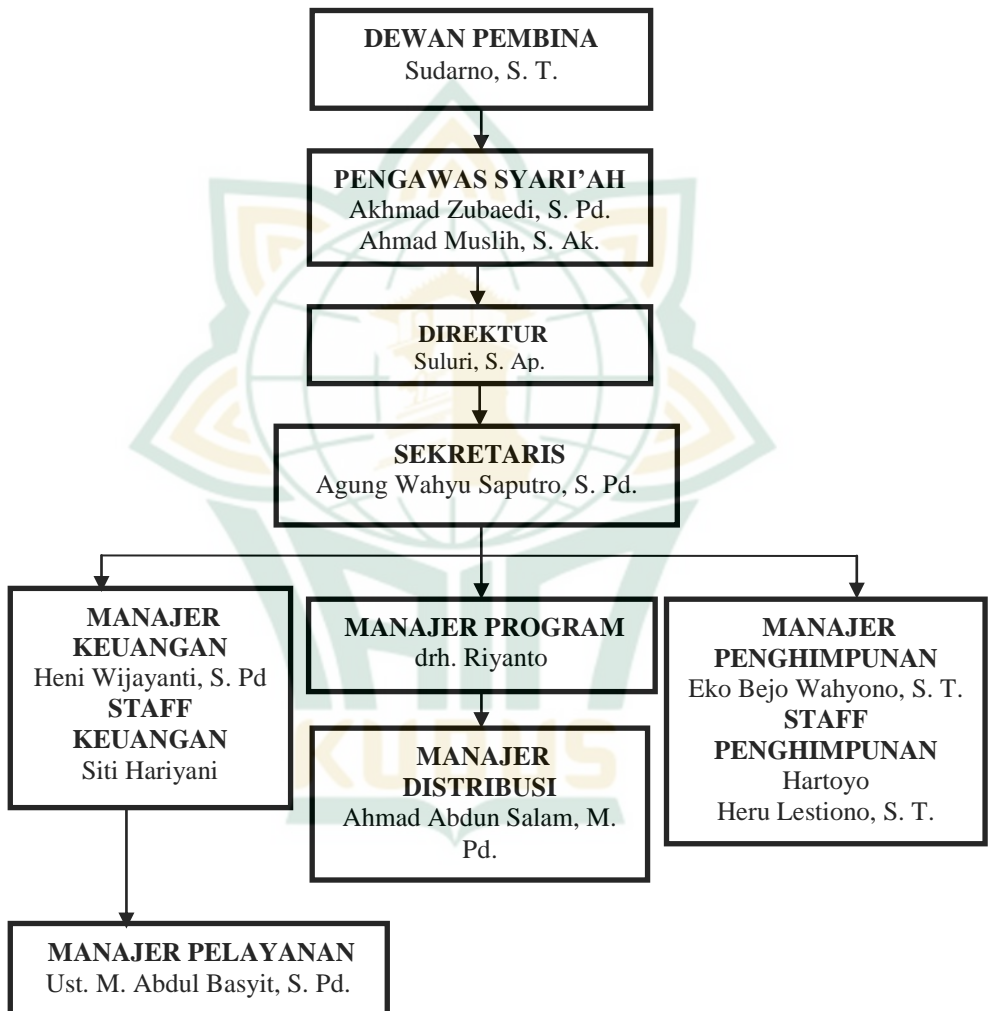 DEWAN PEMBINA
Sudarno, S. T.
PENGAWAS SYARI’AH
Akhmad Zubaedi, S. Pd.
Ahmad Muslih, S. Ak.
DIREKTUR
Suluri, S. Ap.
SEKRETARIS
Agung Wahyu Saputro, S. Pd.
MANAJER
KEUANGAN
Heni Wijayanti, S. Pd
STAFF
KEUANGAN
Siti Hariyani
MANAJER PROGRAM
drh. Riyanto
MANAJER
PENGHIMPUNAN
Eko Bejo Wahyono, S. T.
STAFF
PENGHIMPUNAN
Hartoyo
Heru Lestiono, S. T.
MANAJER
DISTRIBUSI
Ahmad Abdun Salam, M.
Pd.
MANAJER PELAYANAN
Ust. M. Abdul Basyit, S. Pd.
KUDUS